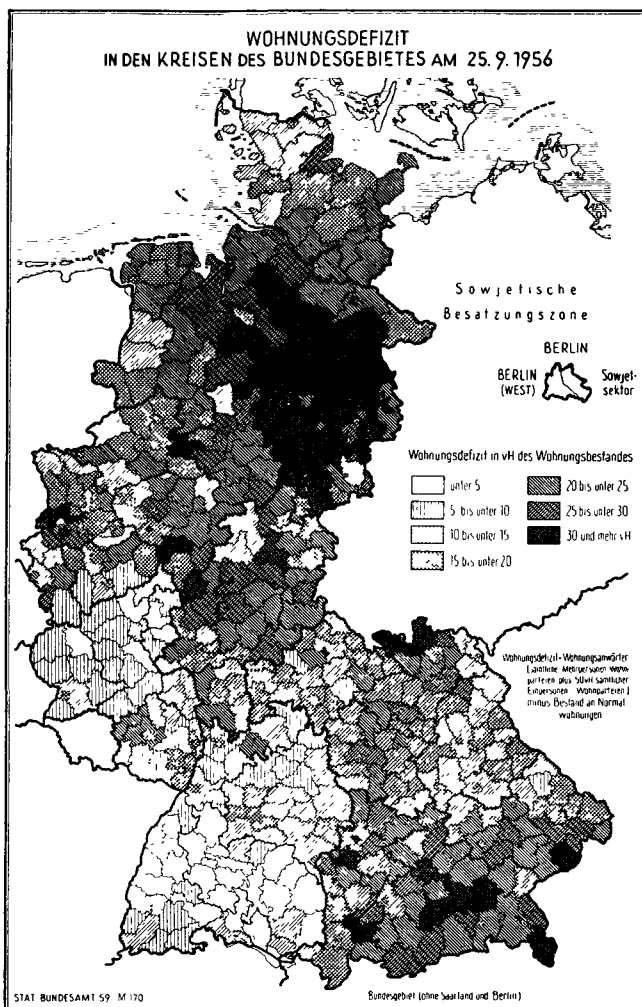 WOHNUNGSDEFIZIT
IN DEN KREISEN DES BUNDESGEBIETES AM 25.9.1956
Sowjetische
Besatzungszone
BERLIN
BERLIN
(WEST)
Sowjet-
sektor
Wohnungsdefizit in vH des Wohnungsbestandes
unter 5
5 bis unter 10
10 bis unter 15
15 bis unter 20
20 bis unter 25
25 bis unter 30
30 und mehr vH
Wohnungsdefizit = Wohnungsanwärter
(sämtliche Mehrpersonen Wohn-
parteien plus 50vH sämtlicher
Einpersonen Wohnparteien)
minus Bestand an Normal
wohnungen
STAT BUNDESAMT 59 M 170
Bundesgebiet (ohne Saarland und Berlin)